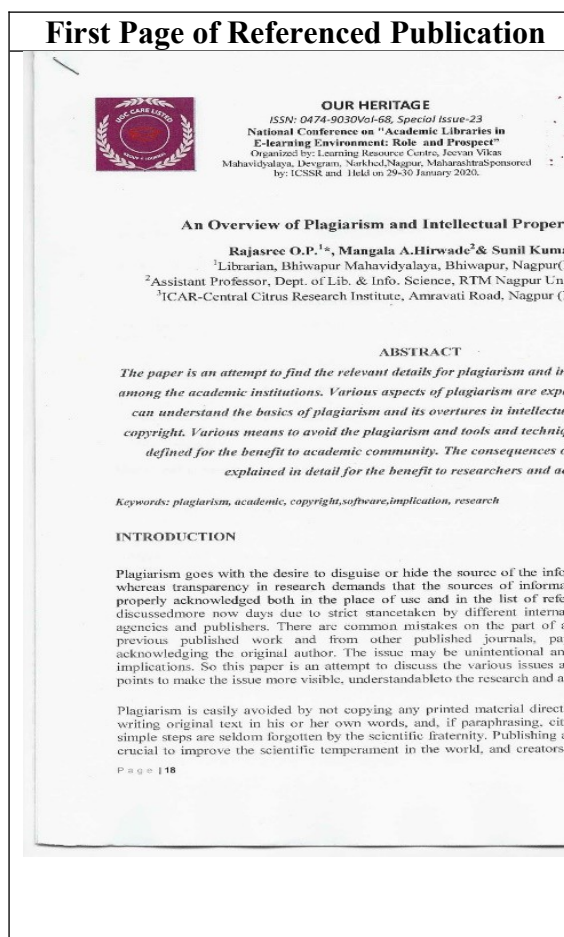 First Page of Referenced Publication
UGC CARE LISTED
OUR HERITAGE
ISSN: 0474-9030Vol-68, Special Issue-23
National Conference on "Academic Libraries in
E-learning Environment: Role and Prospect"
Organized by: Learning Resource Centre, Jeevan Vikas
Mahavidyalaya, Devgram, Narkhed,Nagpur, MaharashtraSponsored
by: ICSSR and Held on 29-30 January 2020.
An Overview of Plagiarism and Intellectual Proper
Rajasree O.P.¹*, Mangala A.Hirwade²& Sunil Kuma
¹Librarian, Bhiwapur Mahavidyalaya, Bhiwapur, Nagpur(
²Assistant Professor, Dept. of Lib. & Info. Science, RTM Nagpur Un
³ICAR-Central Citrus Research Institute, Amravati Road, Nagpur (
ABSTRACT
The paper is an attempt to find the relevant details for plagiarism and in
among the academic institutions. Various aspects of plagiarism are exp
can understand the basics of plagiarism and its overtures in intellectu
copyright. Various means to avoid the plagiarism and tools and techniq
defined for the benefit to academic community. The consequences
explained in detail for the benefit to researchers and a
Keywords: plagiarism, academic, copyright,software,implication, research
INTRODUCTION
Plagiarism goes with the desire to disguise or hide the source of the info
whereas transparency in research demands that the sources of informa
properly acknowledged both in the place of use and in the list of refe
discussedmore now days due to strict stancetaken by different interna
agencies and publishers. There are common mistakes on the part of a
previous published work and from other published journals, pa
acknowledging the original author. The issue may be unintentional an
implications. So this paper is an attempt to discuss the various issues a
points to make the issue more visible, understandableto the research and a
Plagiarism is easily avoided by not copying any printed material direct
writing original text in his or her own words, and, if paraphrasing, cit
simple steps are seldom forgotten by the scientific fraternity. Publishing a
crucial to improve the scientific temperament in the world, and creators
Page | 18